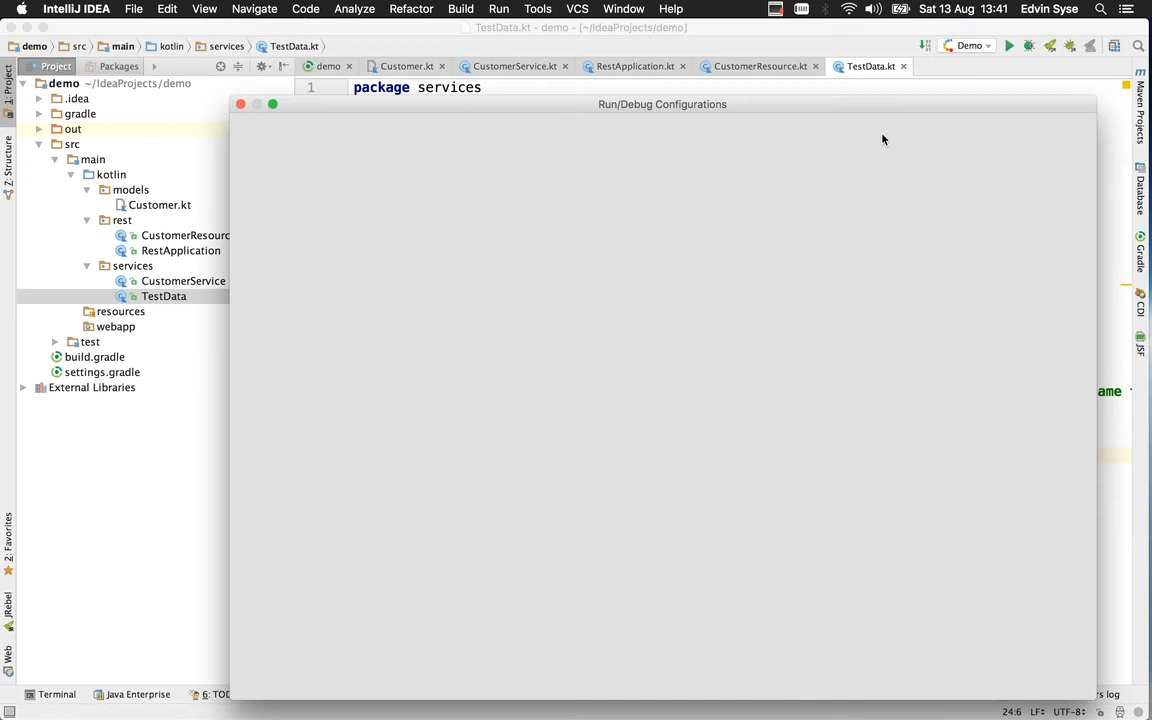 IntelliJ IDEA File Edit View Navigate Code Analyze Refactor Build Run Tools VCS Window Help Sat 13 Aug 13:41 Edvin Syse
TestData.kt - demo - [~/IdeaProjects/demo]
demo src main kotlin services TestData.kt Demo
1: Project
Project Packages
demo Customer.kt CustomerService.kt RestApplication.kt CustomerResource.kt TestData.kt
demo ~/IdeaProjects/demo
1 package services
Run/Debug Configurations
.idea
gradle
out
src
main
kotlin
models
Customer.kt
rest
CustomerResourc
RestApplication
services
CustomerService
TestData
resources
webapp
test
build.gradle
settings.gradle
External Libraries
ame
Z: Structure
2: Favorites
JRebel
Web
Maven Projects
Database
Gradle
CDI
JSF
Terminal Java Enterprise 6: TOD rs log
24:6 LF UTF-8